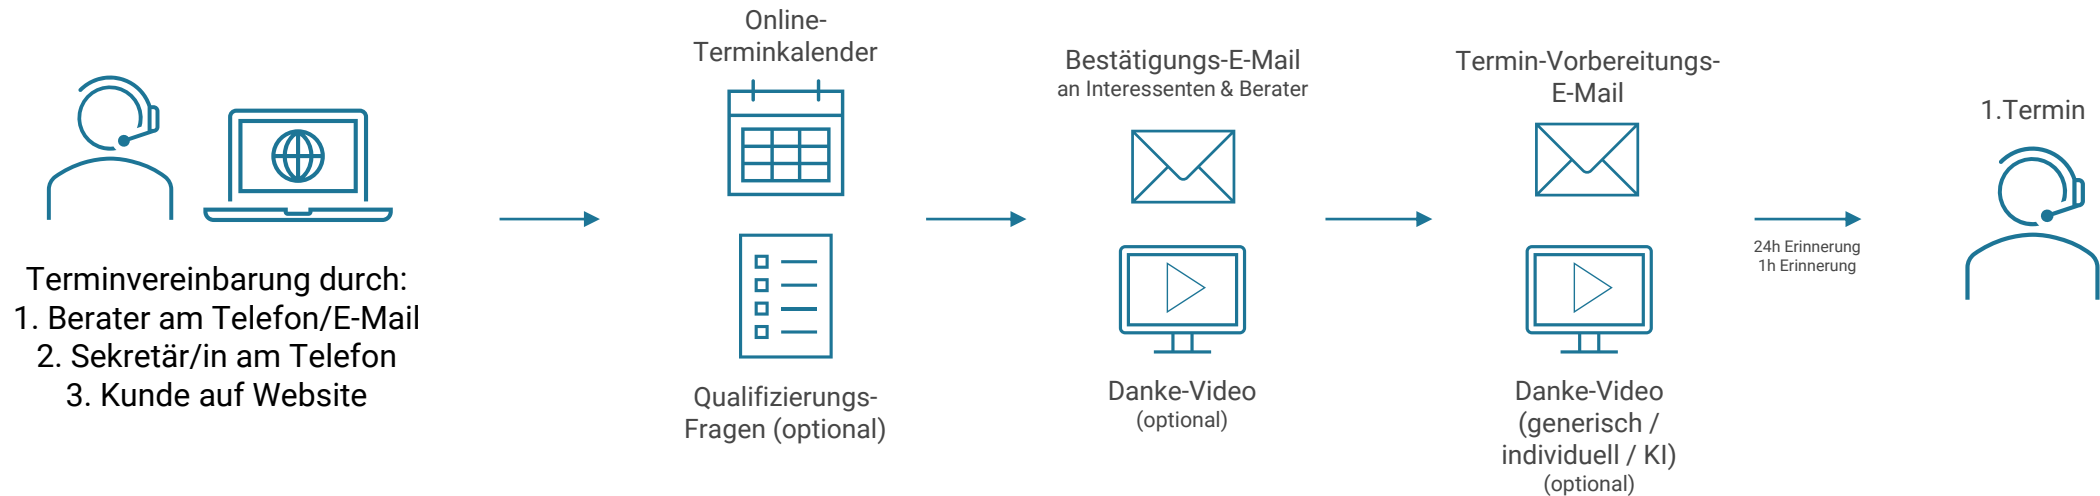 Terminvereinbarung durch:
1. Berater am Telefon/E-Mail
2. Sekretär/in am Telefon
3. Kunde auf Website
Online-
Terminkalender
Qualifizierungs-
Fragen (optional)
Bestätigungs-E-Mail
an Interessenten & Berater
Danke-Video
(optional)
Termin-Vorbereitungs-
E-Mail
Danke-Video
(generisch /
individuell / KI)
(optional)
24h Erinnerung
1h Erinnerung
1.Termin